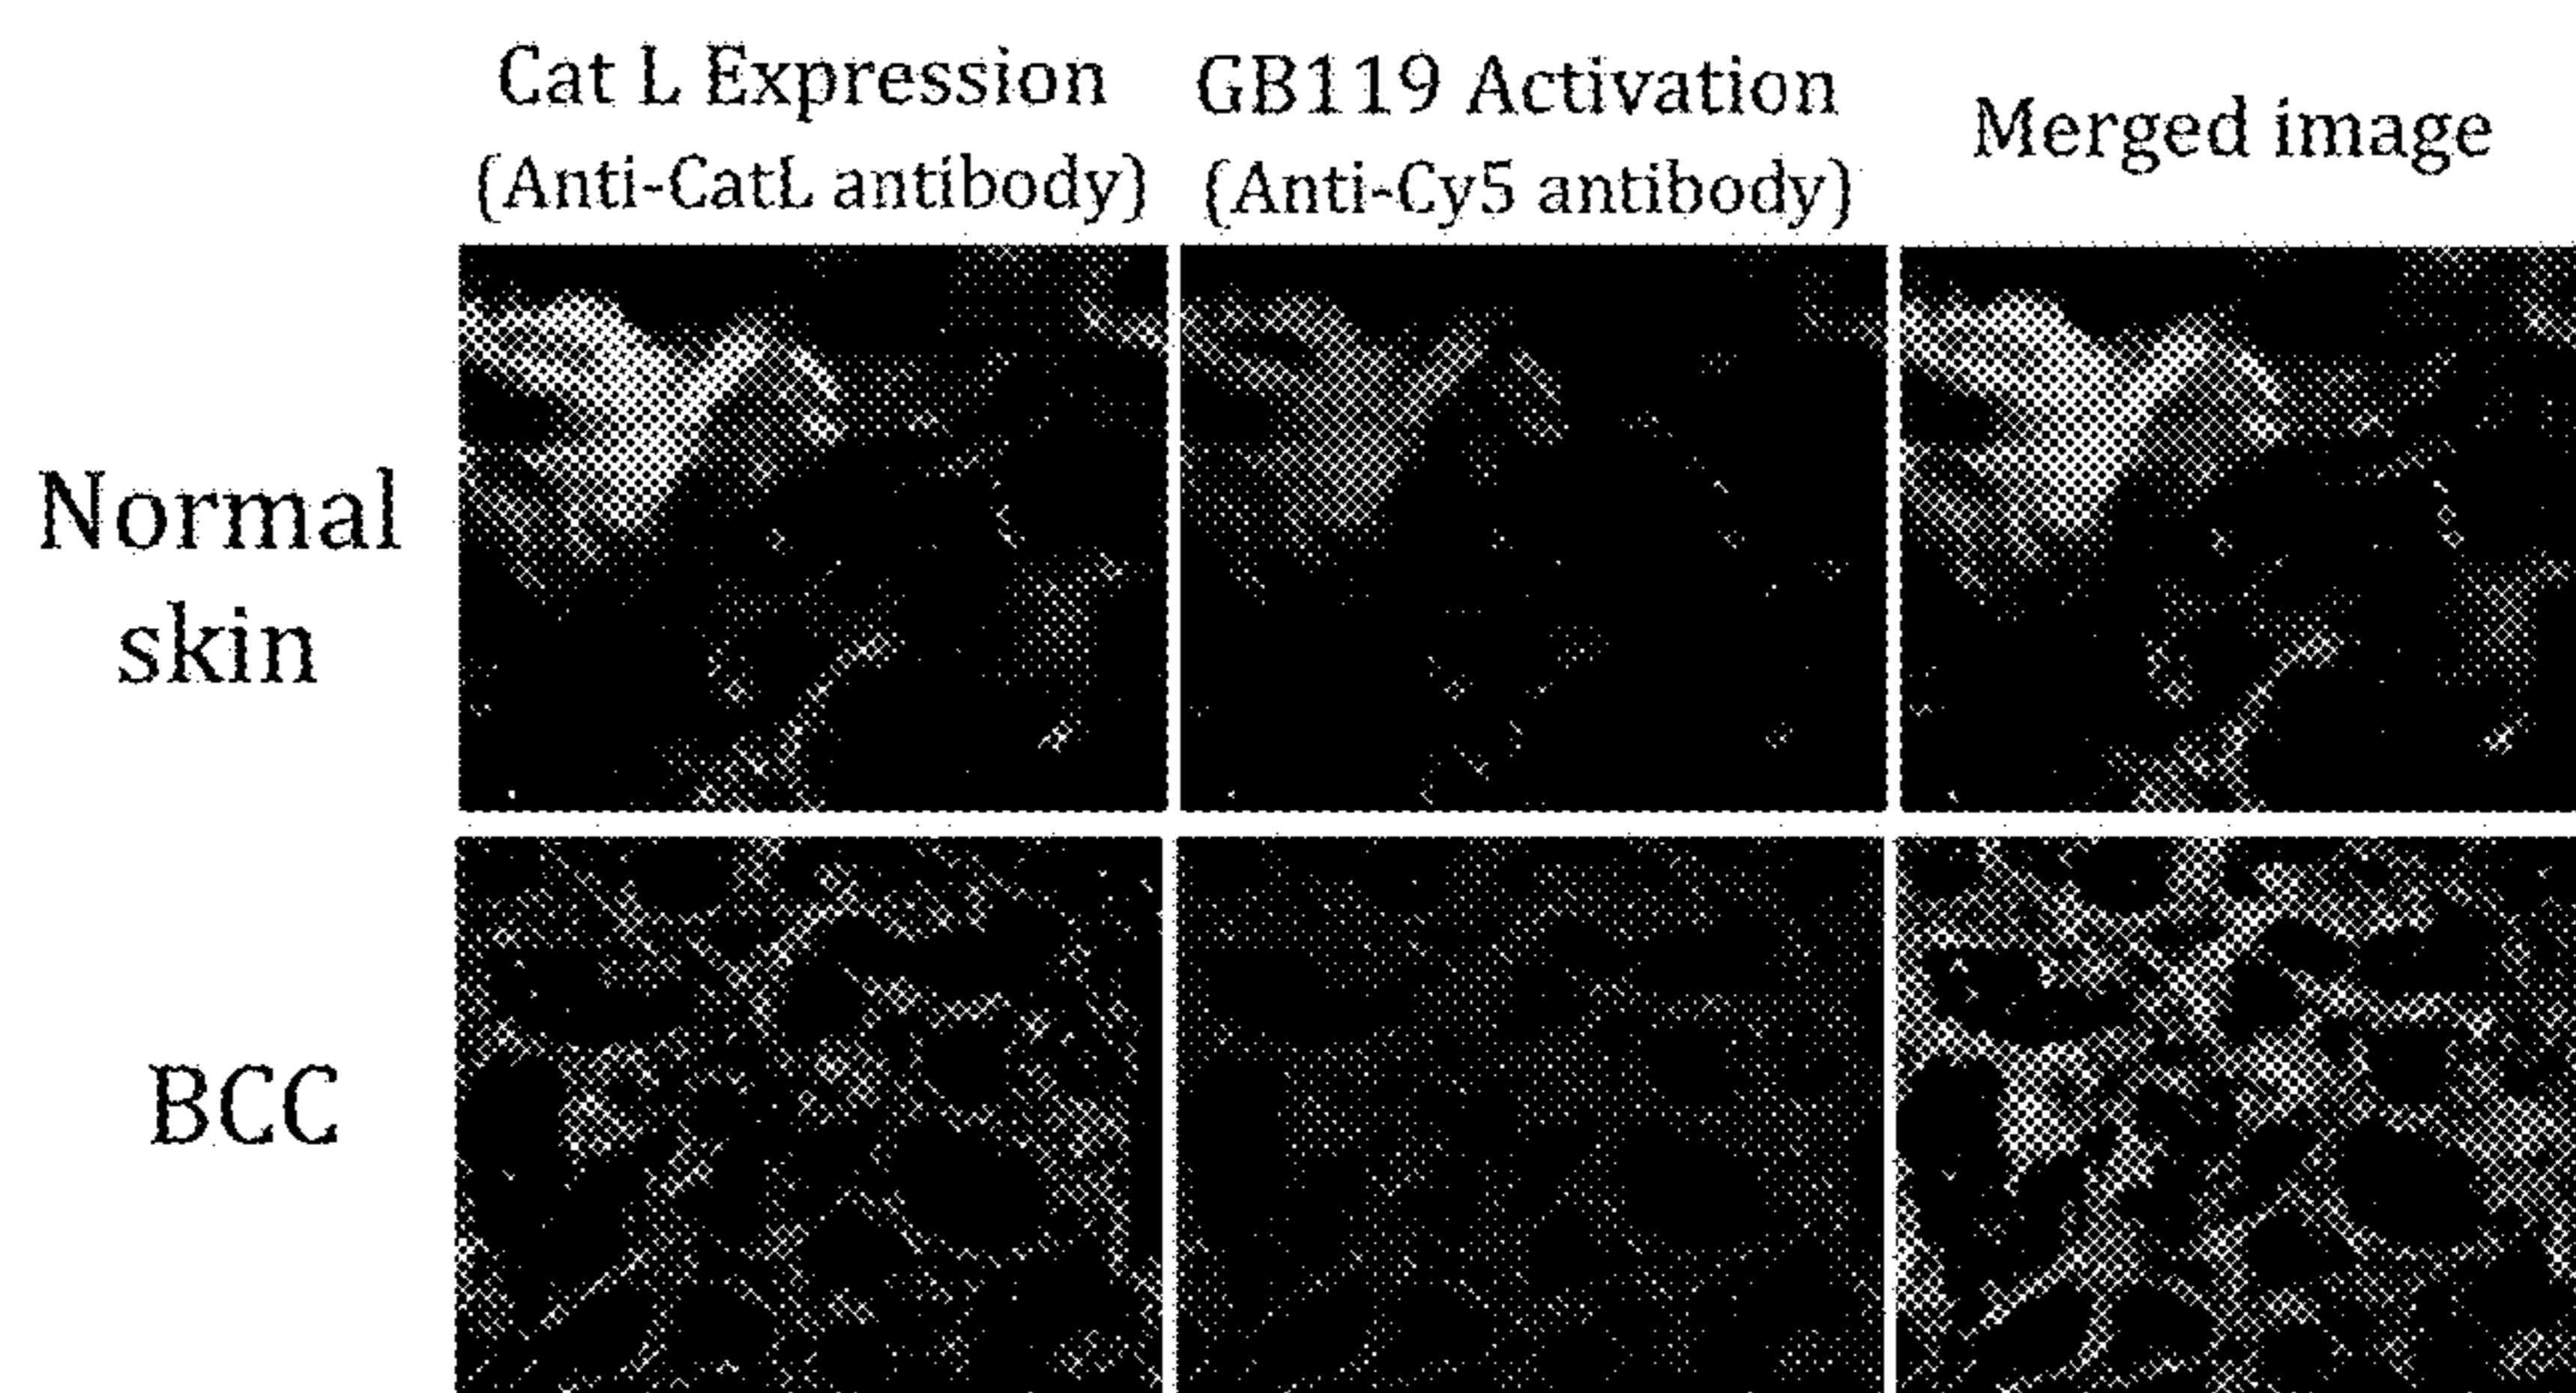 Cat L Expression
(Anti-CatL antibody)
GB119 Activation
(Anti-Cy5 antibody)
Merged image
Normal
skin
BCC